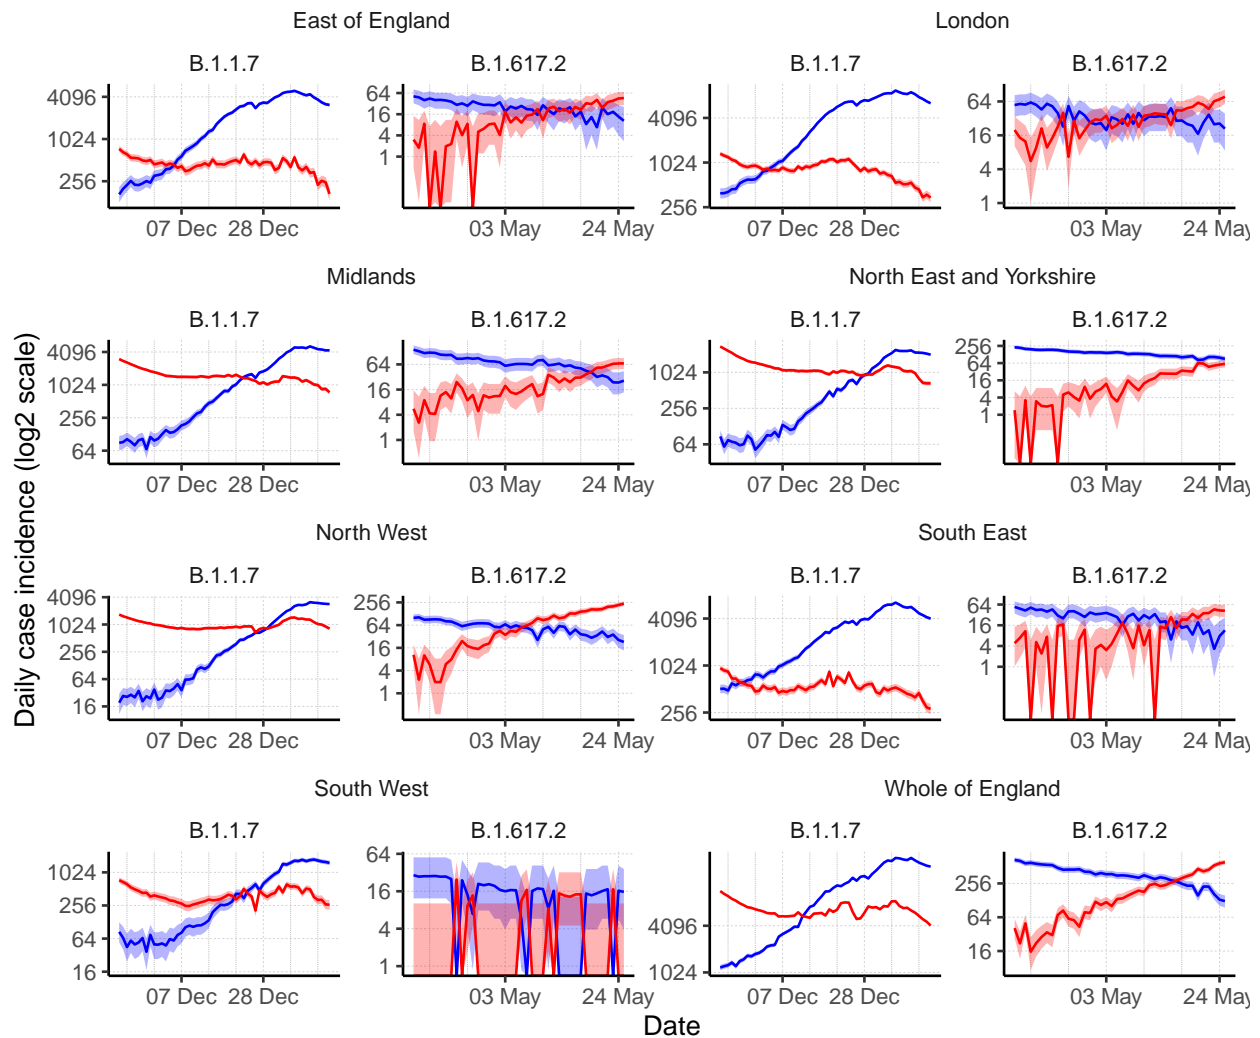 East of England
London
B.1.1.7
B.1.617.2
B.1.1.7
B.1.617.2
4096
1024
256
07 Dec 28 Dec
64
16
4
1
03 May 24 May
4096
1024
256
07 Dec 28 Dec
64
16
4
1
03 May 24 May
Midlands
North East and Yorkshire
B.1.1.7
B.1.617.2
B.1.1.7
B.1.617.2
4096
1024
256
64
07 Dec 28 Dec
64
16
4
1
03 May 24 May
1024
256
64
07 Dec 28 Dec
256
64
16
4
1
03 May 24 May
North West
South East
B.1.1.7
B.1.617.2
B.1.1.7
B.1.617.2
4096
1024
256
64
16
07 Dec 28 Dec
256
64
16
4
1
03 May 24 May
4096
1024
256
07 Dec 28 Dec
64
16
4
1
03 May 24 May
South West
Whole of England
B.1.1.7
B.1.617.2
B.1.1.7
B.1.617.2
1024
256
64
16
07 Dec 28 Dec
64
16
4
1
03 May 24 May
4096
1024
07 Dec 28 Dec
256
64
16
03 May 24 May
Daily case incidence (log2 scale)
Date